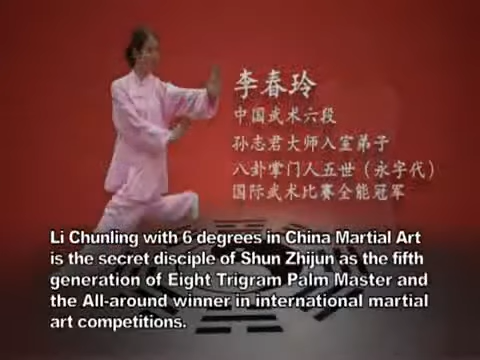 李春玲
中国武术六段
孙志君大师入室弟子
八卦掌门人五世（永字代）
国际武术比赛全能冠军
Li Chunling with 6 degrees in China Martial Art
is the secret disciple of Shun Zhijun as the fifth
generation of Eight Trigram Palm Master and
the All-around winner in international martial
art competitions.